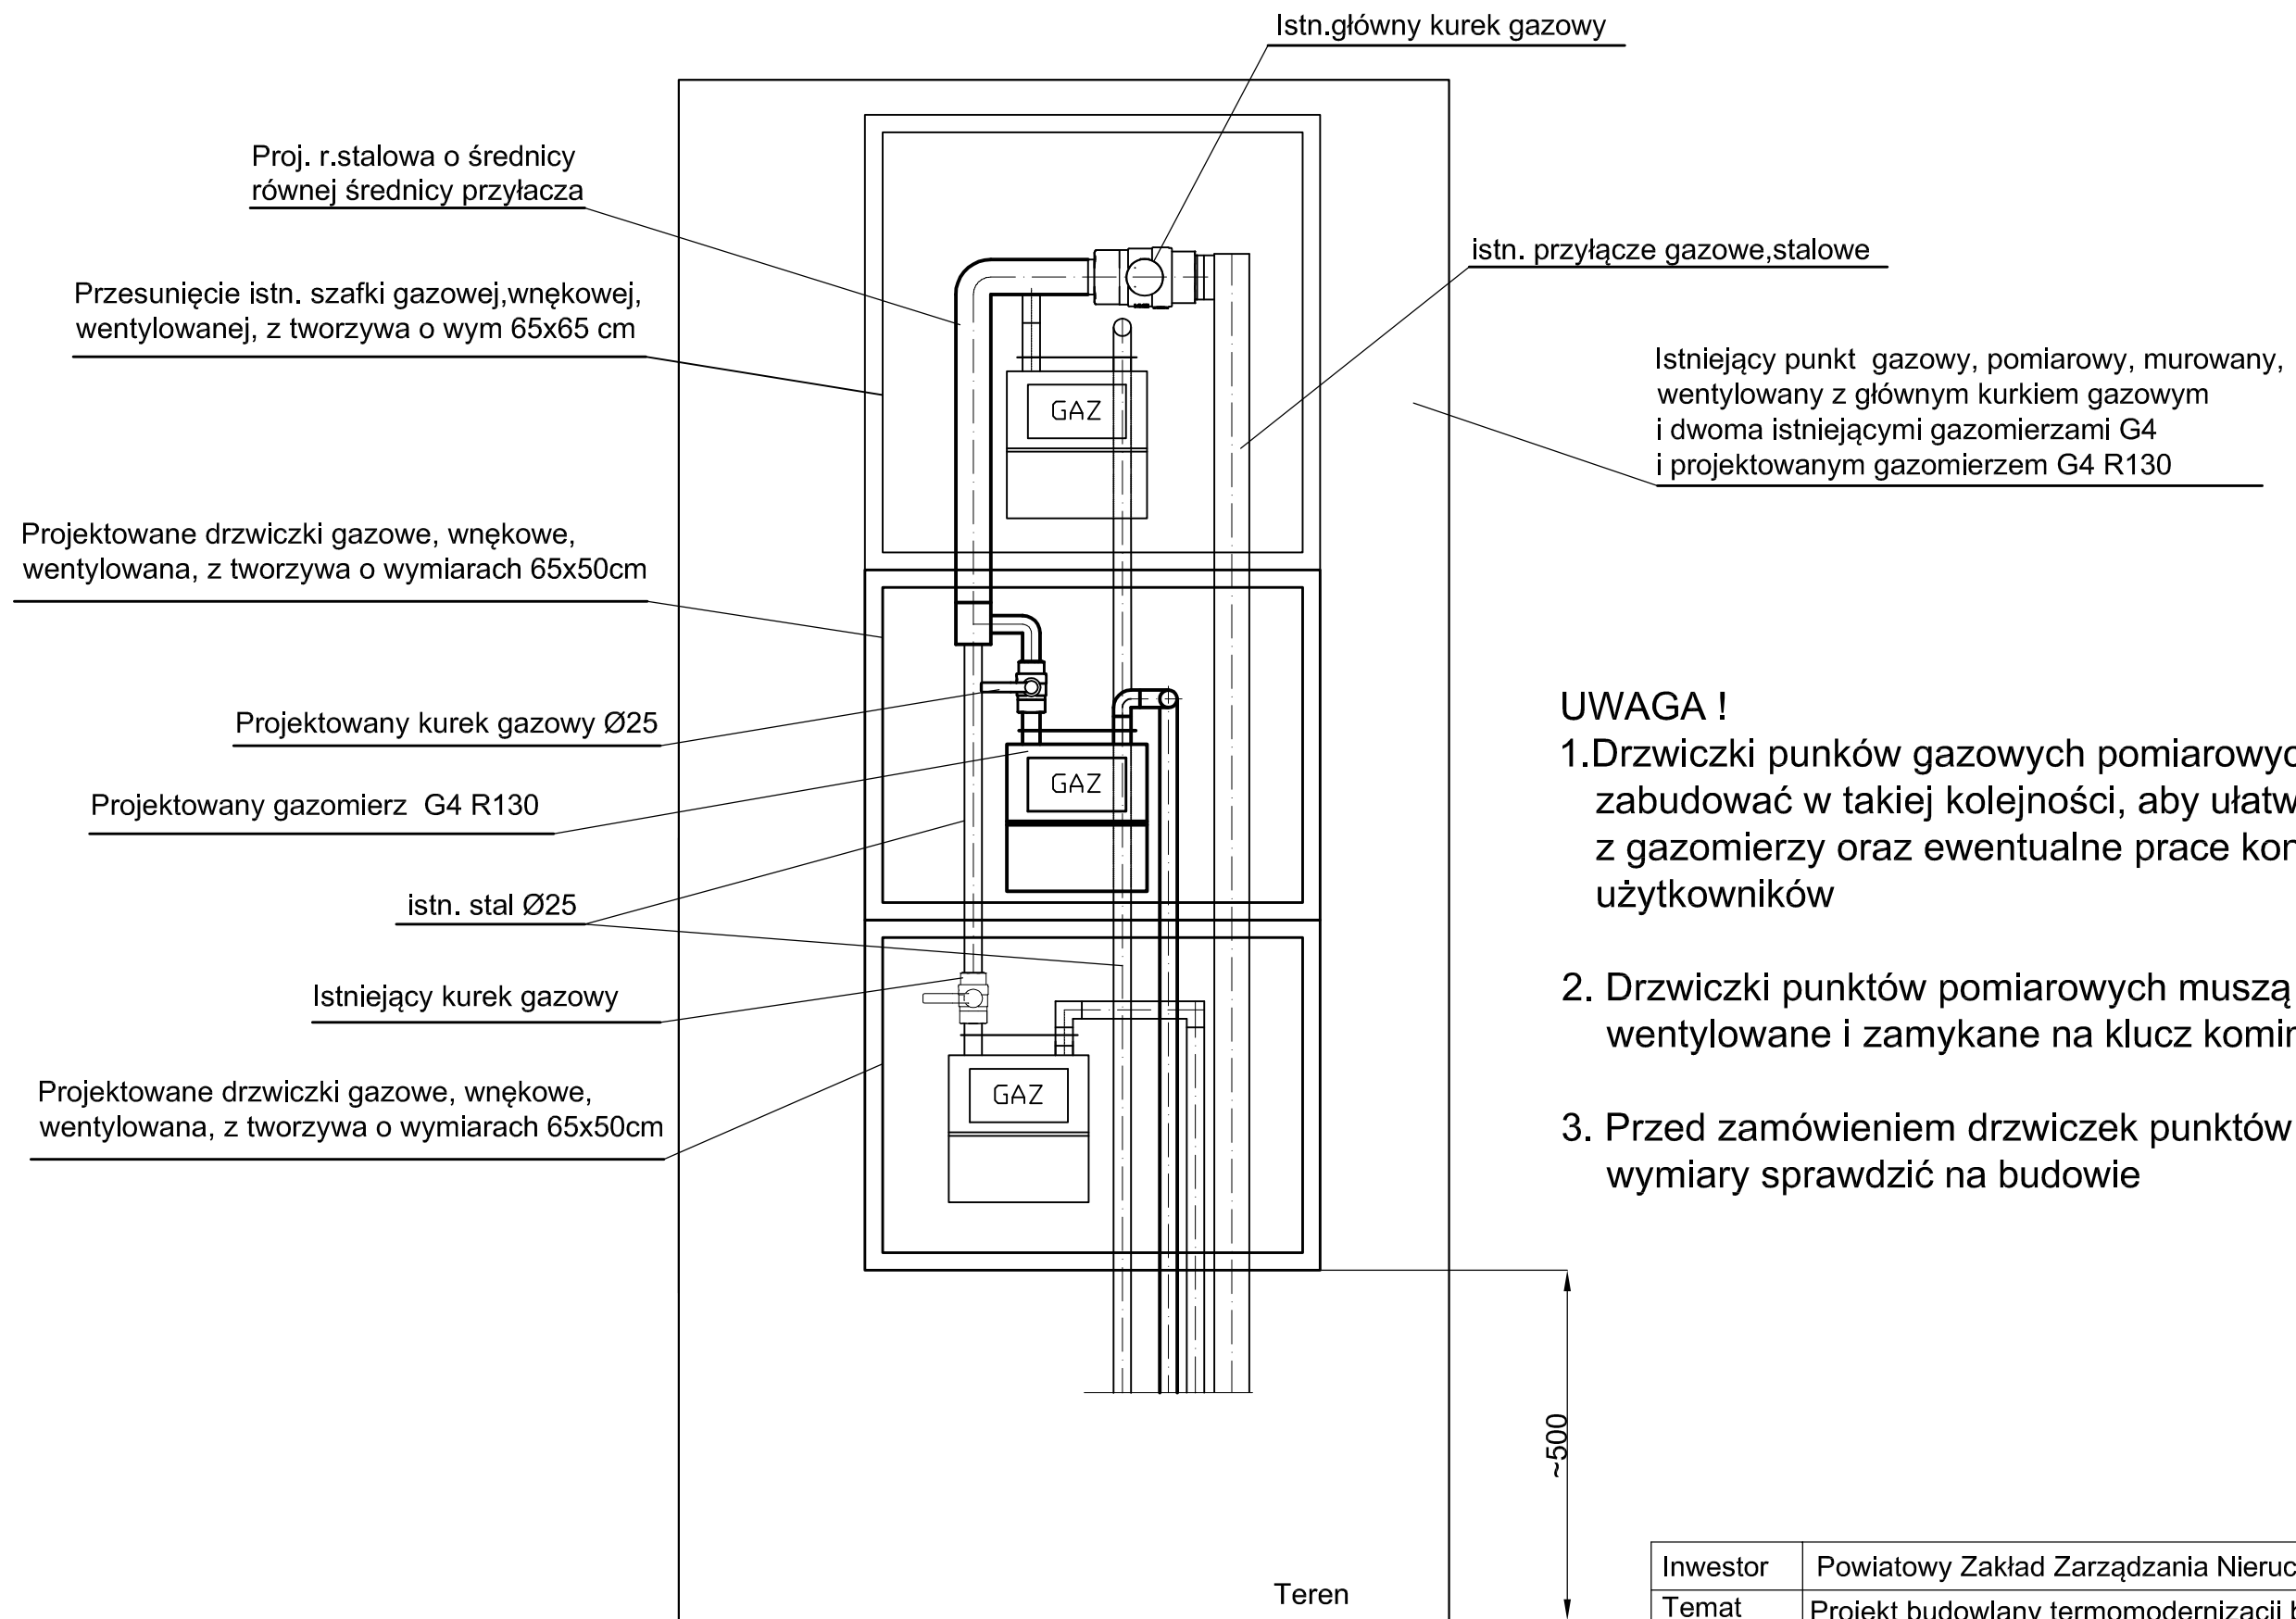 Istn.główny kurek gazowy
Proj. r.stalowa o średnicy
równej średnicy przyłacza
istn. przyłącze gazowe,stalowe
Przesunięcie istn. szafki gazowej,wnękowej,
wentylowanej, z tworzywa o wym 65x65 cm
Istniejący punkt gazowy, pomiarowy, murowany,
wentylowany z głównym kurkiem gazowym
i dwoma istniejącymi gazomierzami G4
i projektowanym gazomierzem G4 R130
GAZ
Projektowane drzwiczki gazowe, wnękowe,
wentylowana, z tworzywa o wymiarach 65x50cm
Projektowany kurek gazowy Ø25
GAZ
Projektowany gazomierz G4 R130
istn. stal Ø25
Istniejący kurek gazowy
GAZ
Projektowane drzwiczki gazowe, wnękowe,
wentylowana, z tworzywa o wymiarach 65x50cm
UWAGA !
1.Drzwiczki punków gazowych
zabudować w takiej kolejności, aby
z gazomierzy oraz ewentualne prace
użytkowników
2. Drzwiczki punktów pomiarowych muszą
wentylowane i zamykane na klucz
3. Przed zamówieniem drzwiczek punktów
wymiary sprawdzić na budowie
~500
Teren
Inwestor
Powiatowy Zakład Zarządzania
Temat
Projekt budowlany termomodernizacji